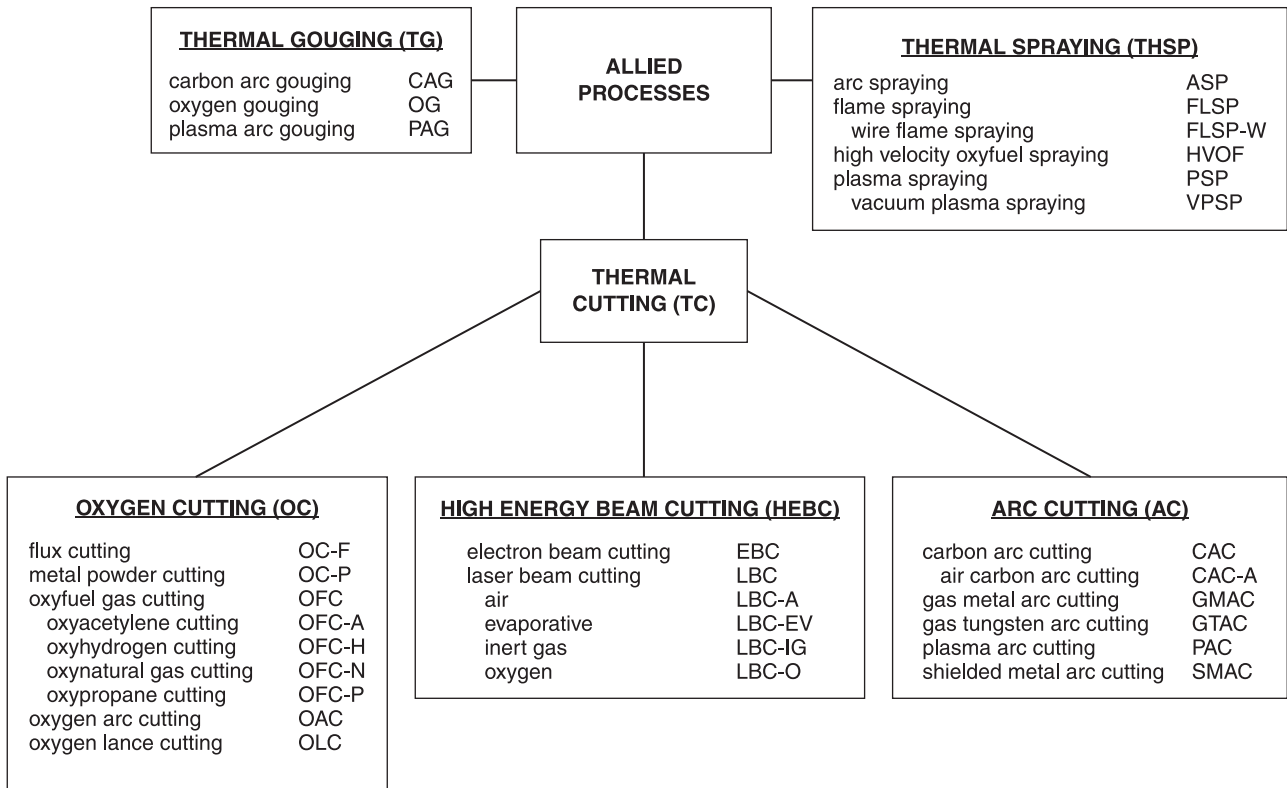 THERMAL GOUGING (TG)
carbon arc gouging CAG
oxygen gouging OG
plasma arc gouging PAG
ALLIED
PROCESSES
THERMAL SPRAYING (THSP)
arc spraying ASP
flame spraying FLSP
wire flame spraying FLSP-W
high velocity oxyfuel spraying HVOF
plasma spraying PSP
vacuum plasma spraying VPSP
THERMAL
CUTTING (TC)
OXYGEN CUTTING (OC)
flux cutting OC-F
metal powder cutting OC-P
oxyfuel gas cutting OFC
oxyacetylene cutting OFC-A
oxyhydrogen cutting OFC-H
oxynatural gas cutting OFC-N
oxypropane cutting OFC-P
oxygen arc cutting OAC
oxygen lance cutting OLC
HIGH ENERGY BEAM CUTTING (HEBC)
electron beam cutting EBC
laser beam cutting LBC
air LBC-A
evaporative LBC-EV
inert gas LBC-IG
oxygen LBC-O
ARC CUTTING (AC)
carbon arc cutting CAC
air carbon arc cutting CAC-A
gas metal arc cutting GMAC
gas tungsten arc cutting GTAC
plasma arc cutting PAC
shielded metal arc cutting SMAC